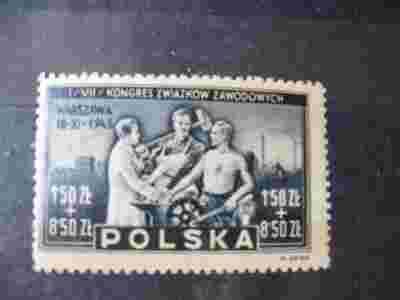 I/VII/ KONGRES ZWIĄZKÓW ZAWODOWYCH
WARSZAWA
18·XI·1945
1·50 ZŁ
+
8·50 ZŁ
1·50 ZŁ
+
8·50 ZŁ
POLSKA